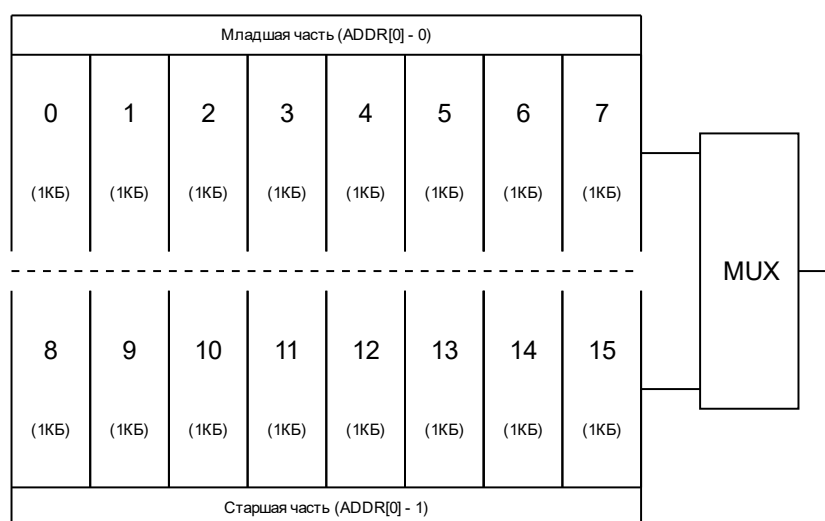 Младшая часть (ADDR[0] - 0)
0 1 2 3 4 5 6 7
(1КБ) (1КБ) (1КБ) (1КБ) (1КБ) (1КБ) (1КБ) (1КБ)
MUX
8 9 10 11 12 13 14 15
(1КБ) (1КБ) (1КБ) (1КБ) (1КБ) (1КБ) (1КБ) (1КБ)
Старшая часть (ADDR[0] - 1)